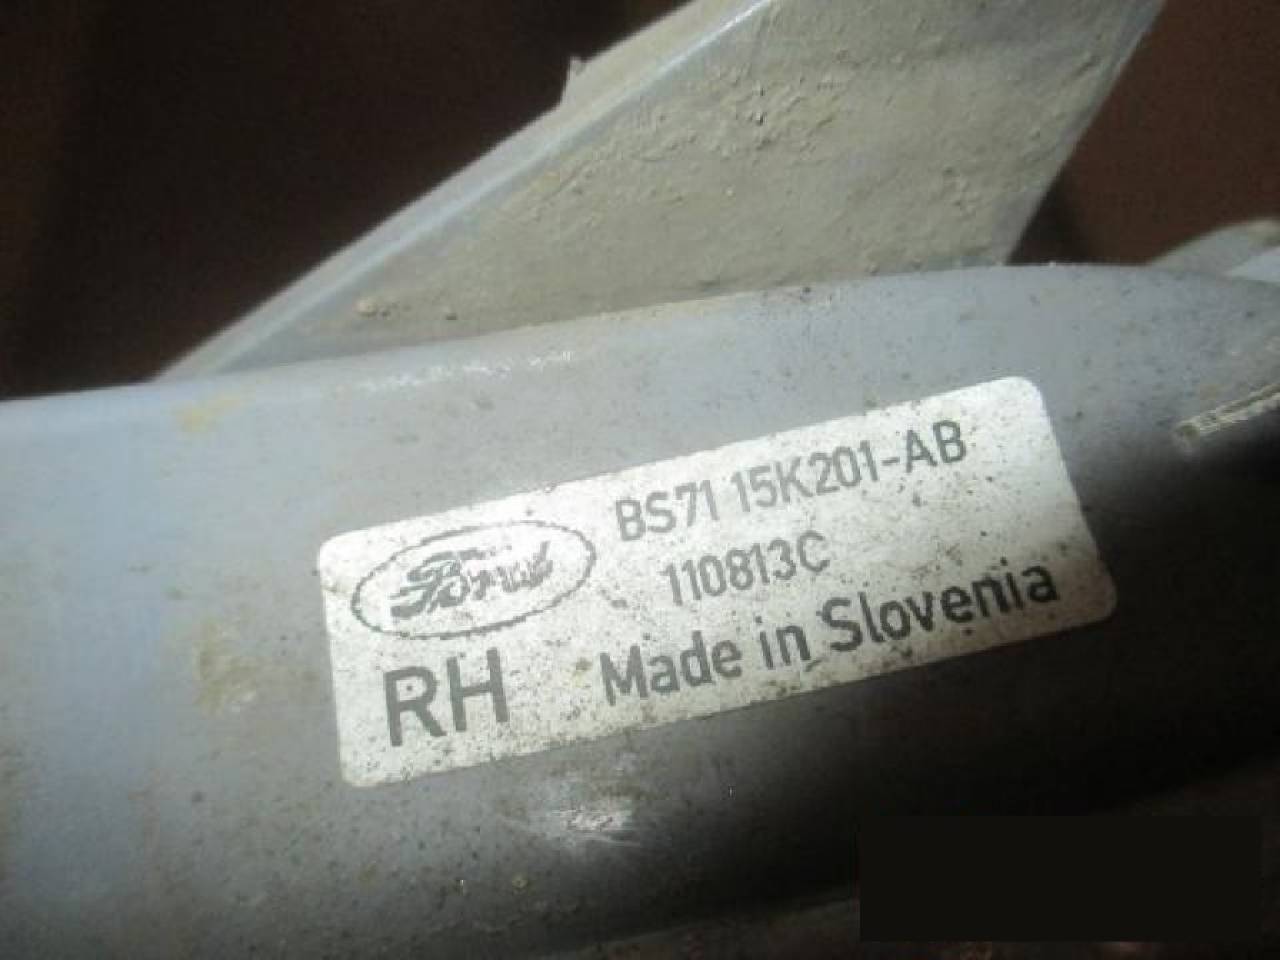 Ford
BS71 15K201-AB
110813C
RH
Made in Slovenia